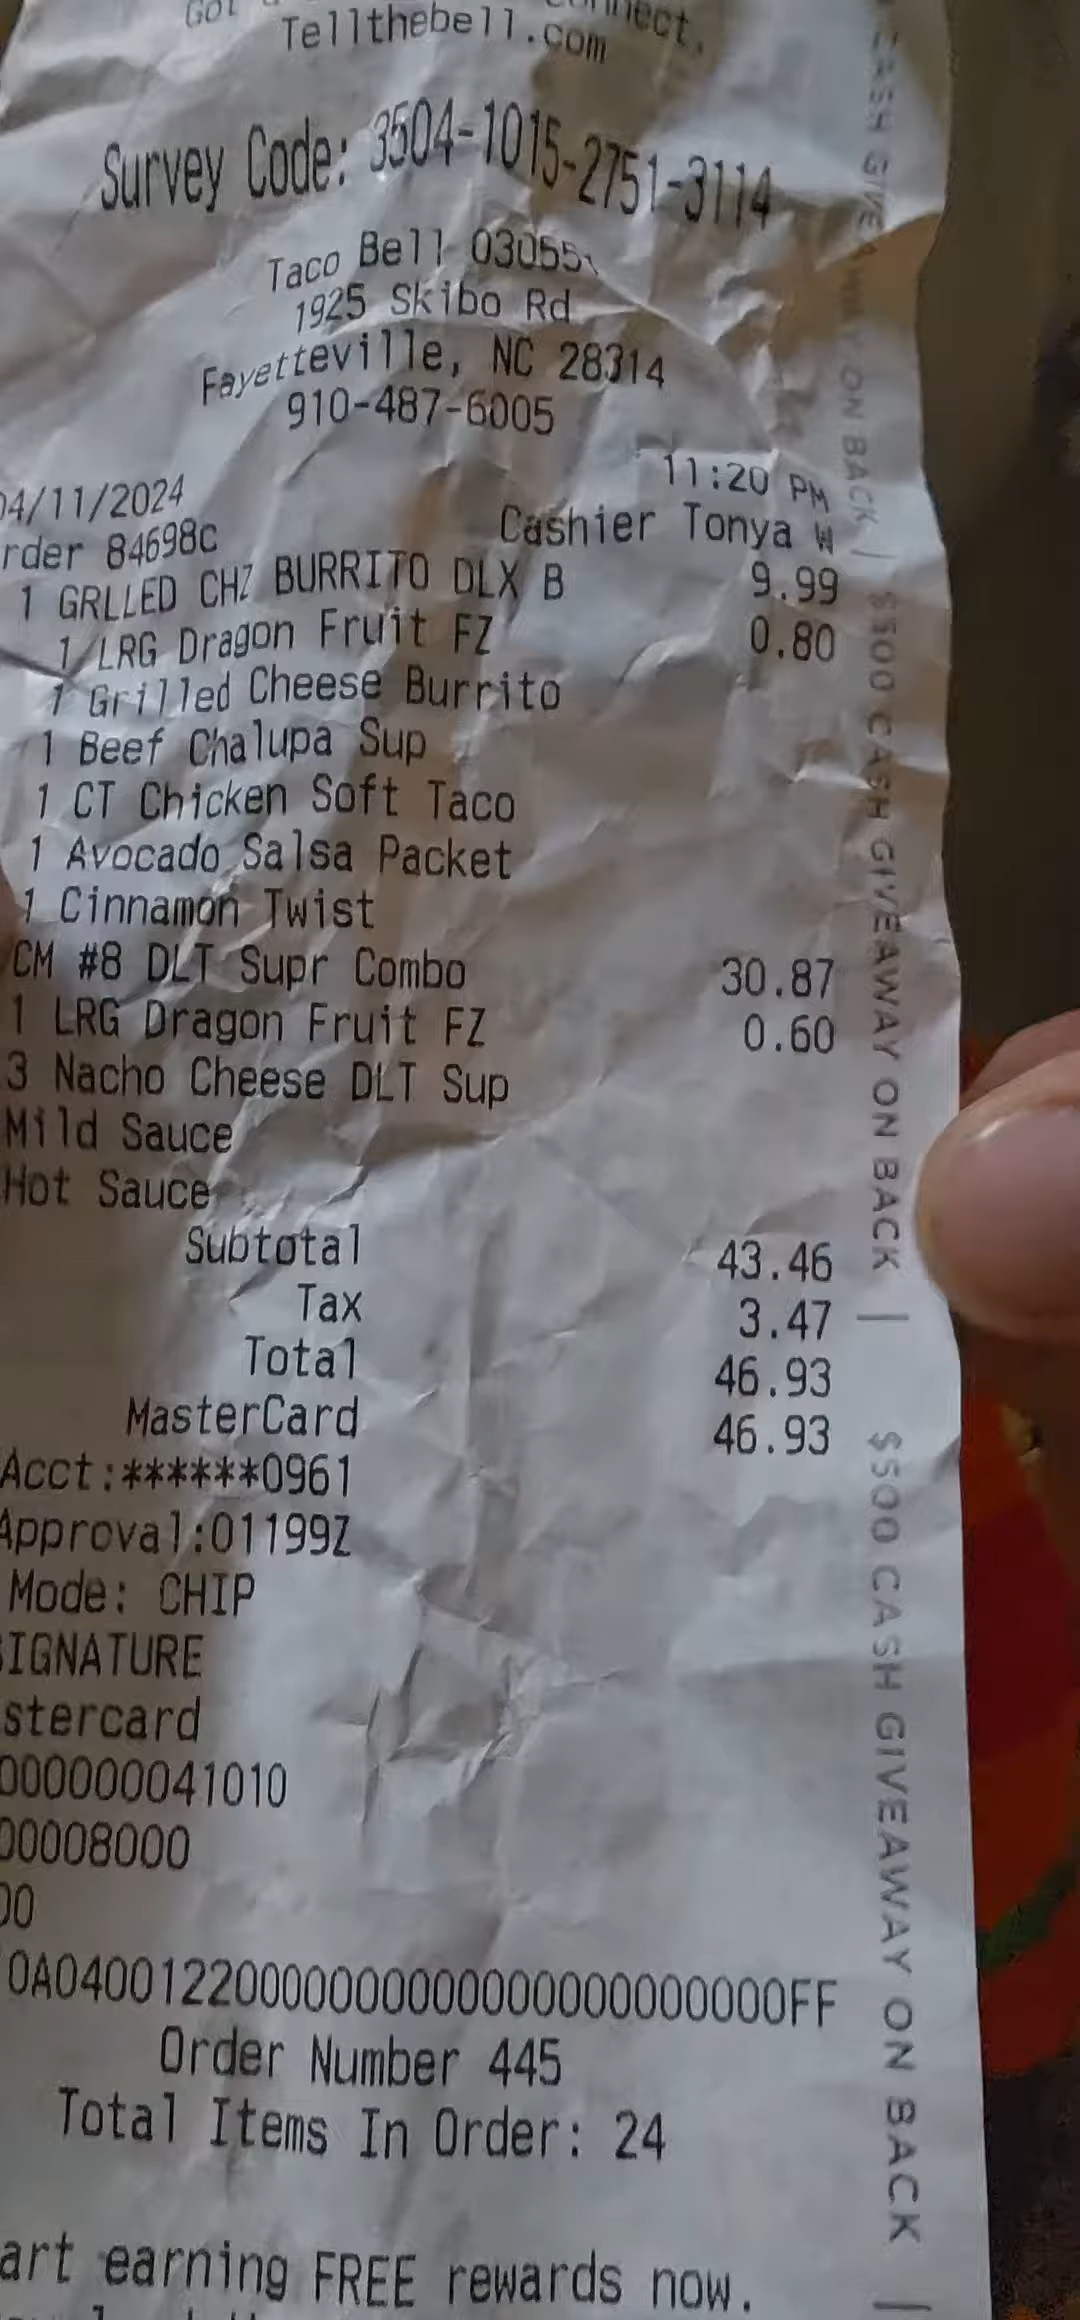 Tellthebell.com
Survey Code: 3504-1015-2751-3114
Taco Bell 03055
1925 Skibo Rd
Fayetteville, NC 28314
910-487-6005
04/11/2024 11:20 PM
rder 84698c Cashier Tonya W
1 GRLLED CHZ BURRITO DLX B 9.99
1 LRG Dragon Fruit FZ 0.80
1 Grilled Cheese Burrito
1 Beef Chalupa Sup
1 CT Chicken Soft Taco
1 Avocado Salsa Packet
1 Cinnamon Twist
CM #8 DLT Supr Combo 30.87
1 LRG Dragon Fruit FZ 0.60
3 Nacho Cheese DLT Sup
Mild Sauce
Hot Sauce
Subtotal 43.46
Tax 3.47
Total 46.93
MasterCard 46.93
Acct:******0961
Approval:01199Z
Mode: CHIP
SIGNATURE
stercard
000000041010
00008000
00
Order Number 445
Total Items In Order: 24
art earning FREE rewards now.
CASH GIVEAWAY ON BACK | $500 CASH GIVEAWAY ON BACK | $500 CASH GIVEAWAY ON BACK |